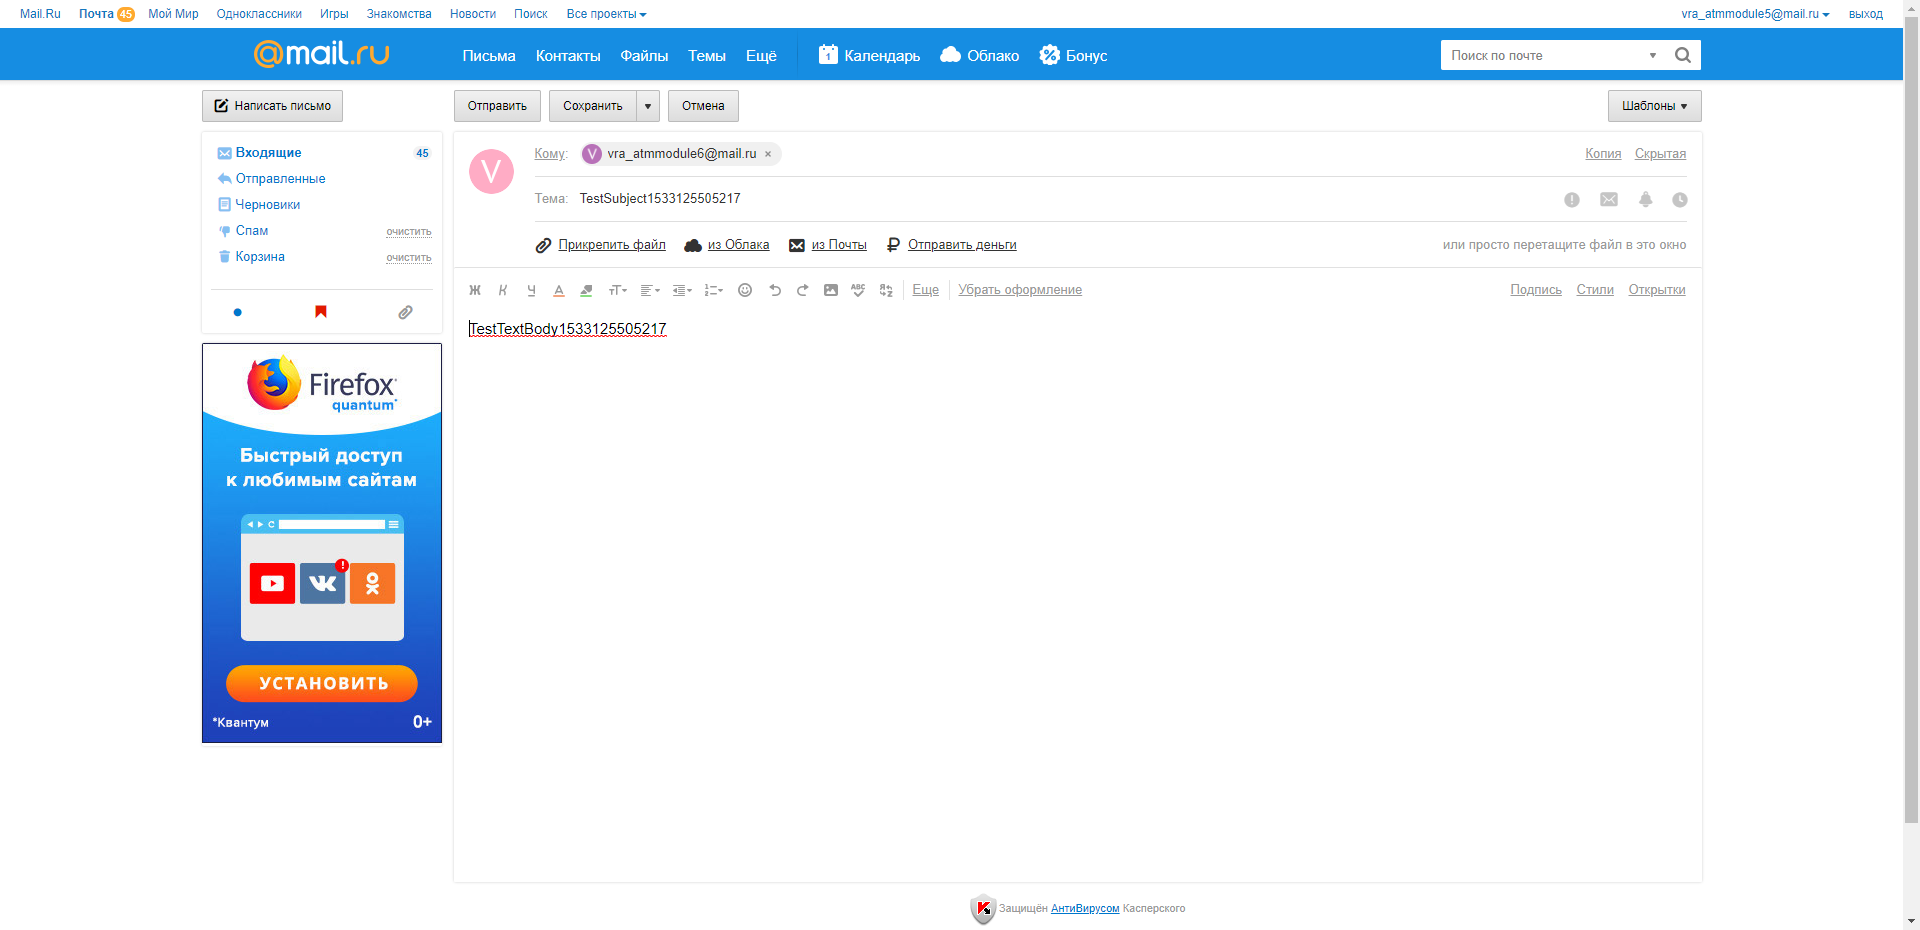 Mail.Ru Почта 45 Мой Мир Одноклассники Игры Знакомства Новости Поиск Все проекты vra_atmmodule5@mail.ru выход
@mail.ru Письма Контакты Файлы Темы Ещё 1 Календарь Облако Бонус Поиск по почте
Написать письмо Отправить Сохранить Отмена Шаблоны
Входящие 45
Отправленные
Черновики
Спам очистить
Корзина очистить
V Кому: V vra_atmmodule6@mail.ru × Копия Скрытая
Тема: TestSubject1533125505217
Прикрепить файл из Облака из Почты Отправить деньги или просто перетащите файл в это окно
Ж К Ч А тТ ABC Еще Убрать оформление Подпись Стили Открытки
TestTextBody1533125505217
Firefox
quantum*
Быстрый доступ
к любимым сайтам
УСТАНОВИТЬ
*Квантум 0+
Защищён АнтиВирусом Касперского